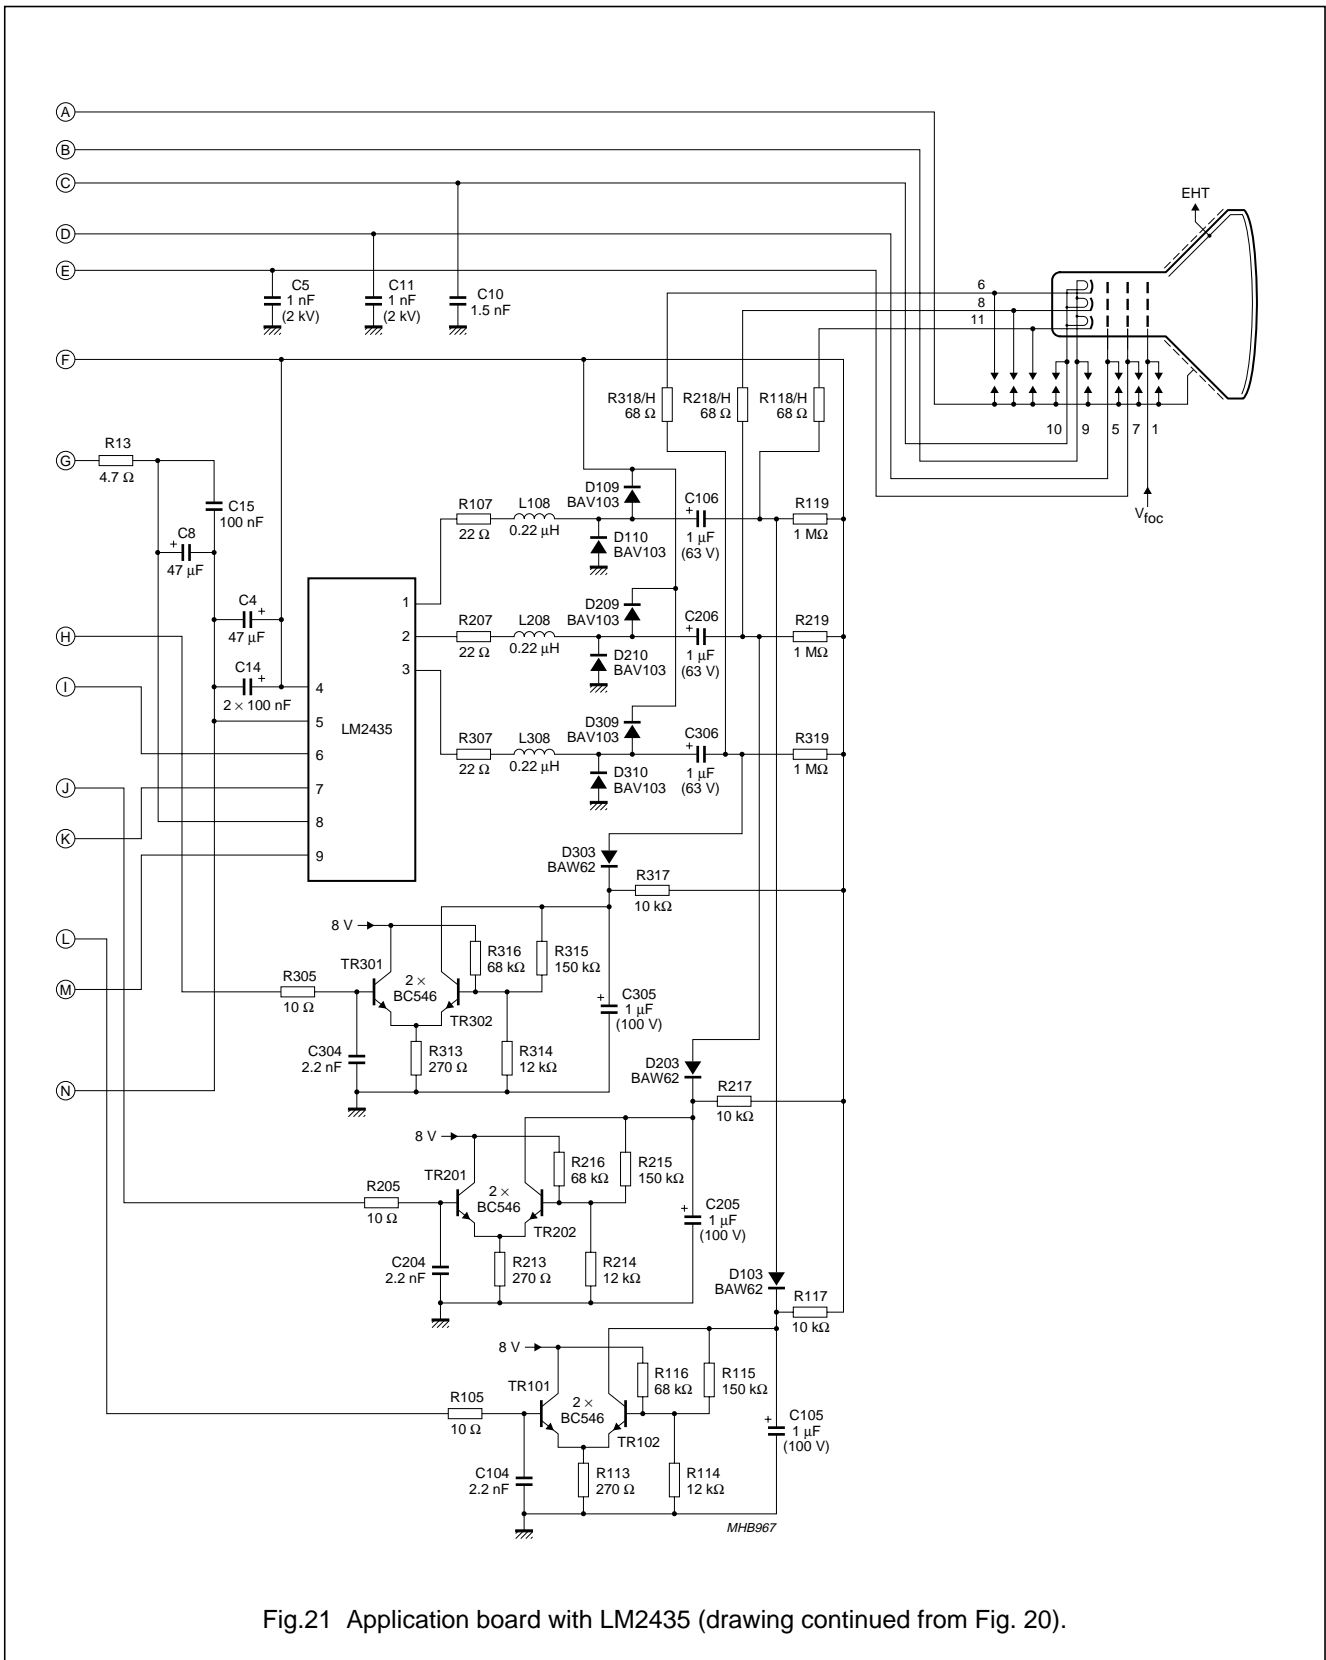 A
B
C
D
E
F
G
H
I
J
K
L
M
N
EHT
C5
1 nF
(2 kV)
C11
1 nF
(2 kV)
C10
1.5 nF
6
8
11
R318/H
68 Ω
R218/H
68 Ω
R118/H
68 Ω
10 9 5 7 1
Vfoc
R13
4.7 Ω
C15
100 nF
C8
+
47 μF
C4
+
47 μF
C14
+
2 × 100 nF
LM2435
1
2
3
4
5
6
7
8
9
R107
22 Ω
L108
0.22 μH
D109
BAV103
D110
BAV103
C106
+
1 μF
(63 V)
R119
1 MΩ
R207
22 Ω
L208
0.22 μH
D209
BAV103
D210
BAV103
C206
+
1 μF
(63 V)
R219
1 MΩ
R307
22 Ω
L308
0.22 μH
D309
BAV103
D310
BAV103
C306
+
1 μF
(63 V)
R319
1 MΩ
D303
BAW62
R317
10 kΩ
8 V
R316
68 kΩ
R315
150 kΩ
TR301
2 ×
BC546
TR302
R305
10 Ω
C304
2.2 nF
R313
270 Ω
R314
12 kΩ
+
C305
1 μF
(100 V)
D203
BAW62
R217
10 kΩ
8 V
R216
68 kΩ
R215
150 kΩ
TR201
2 ×
BC546
TR202
R205
10 Ω
C204
2.2 nF
R213
270 Ω
R214
12 kΩ
+
C205
1 μF
(100 V)
D103
BAW62
R117
10 kΩ
8 V
R116
68 kΩ
R115
150 kΩ
TR101
2 ×
BC546
TR102
R105
10 Ω
C104
2.2 nF
R113
270 Ω
R114
12 kΩ
+
C105
1 μF
(100 V)
MHB967
Fig.21 Application board with LM2435 (drawing continued from Fig. 20).